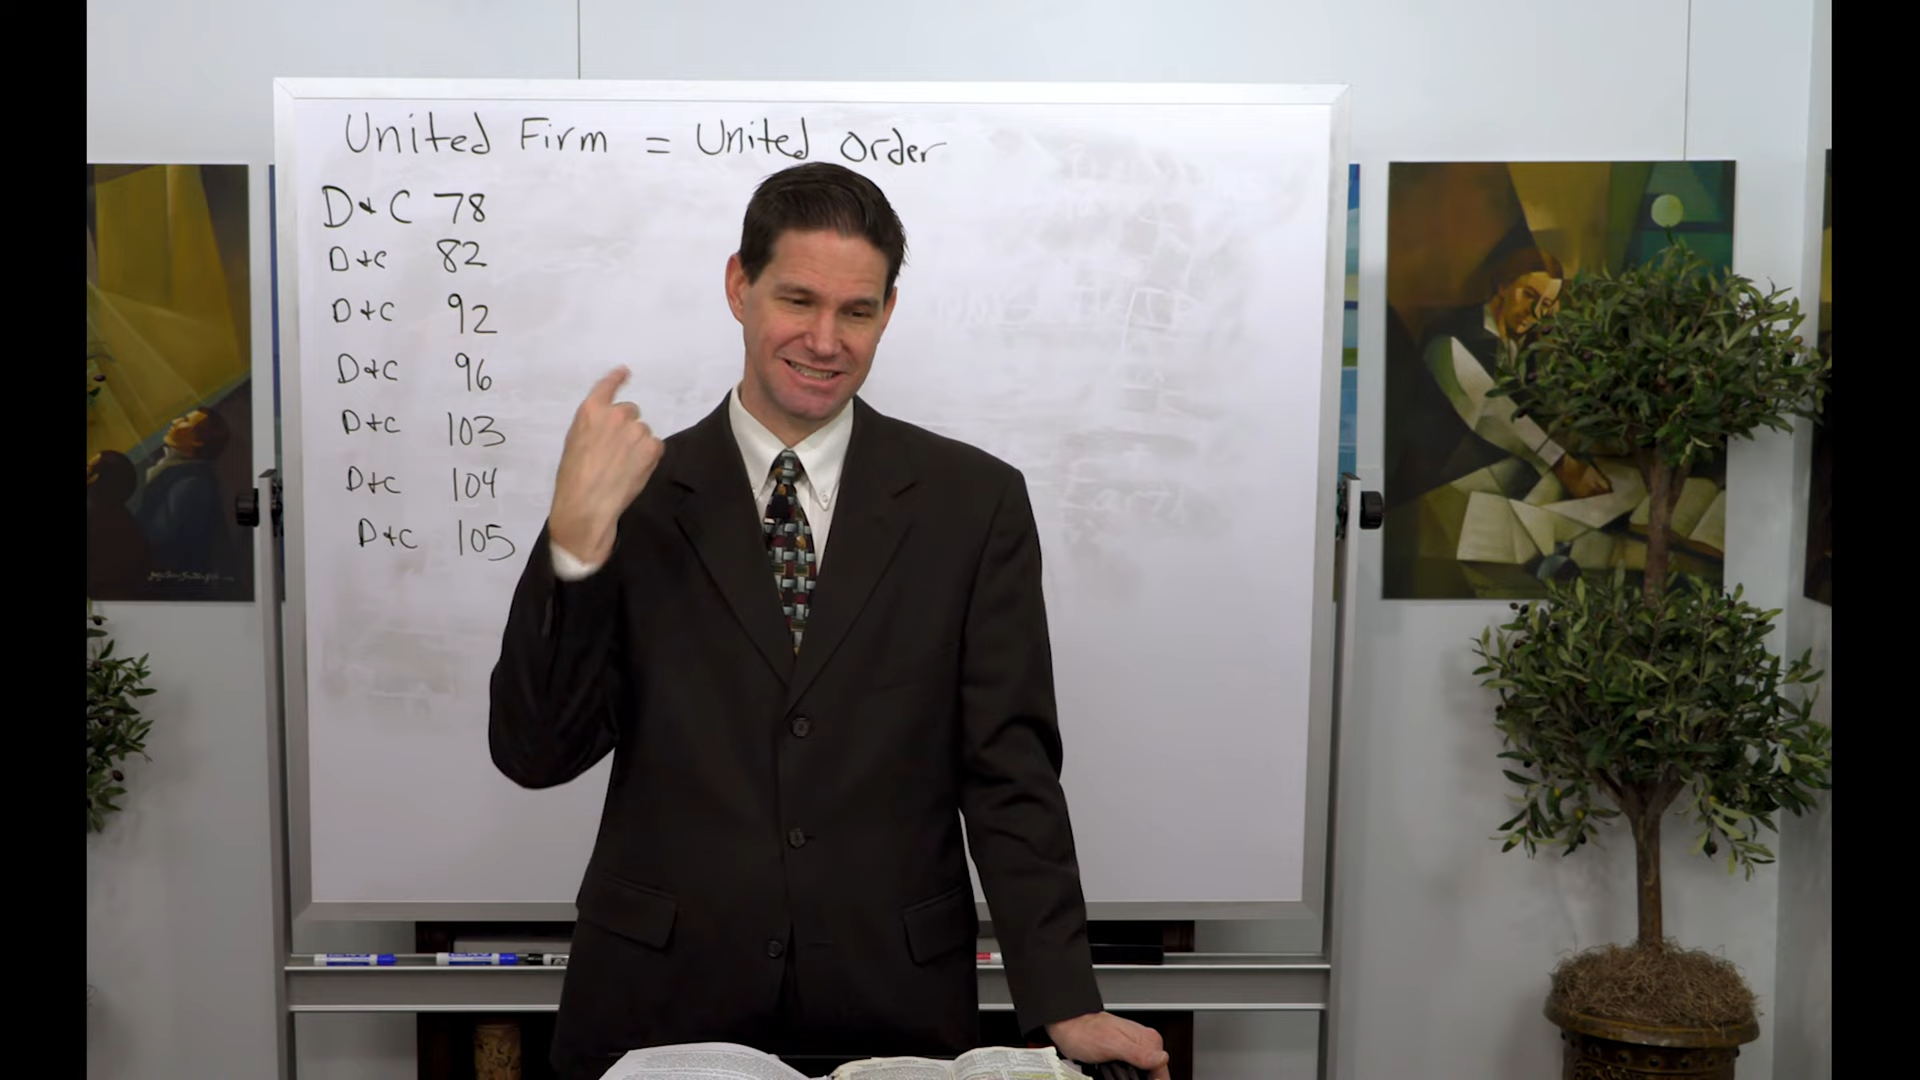 United Firm = United Order
D+C 78
D+C 82
D+C 92
D+C 96
D+C 103
D+C 104
D+C 105